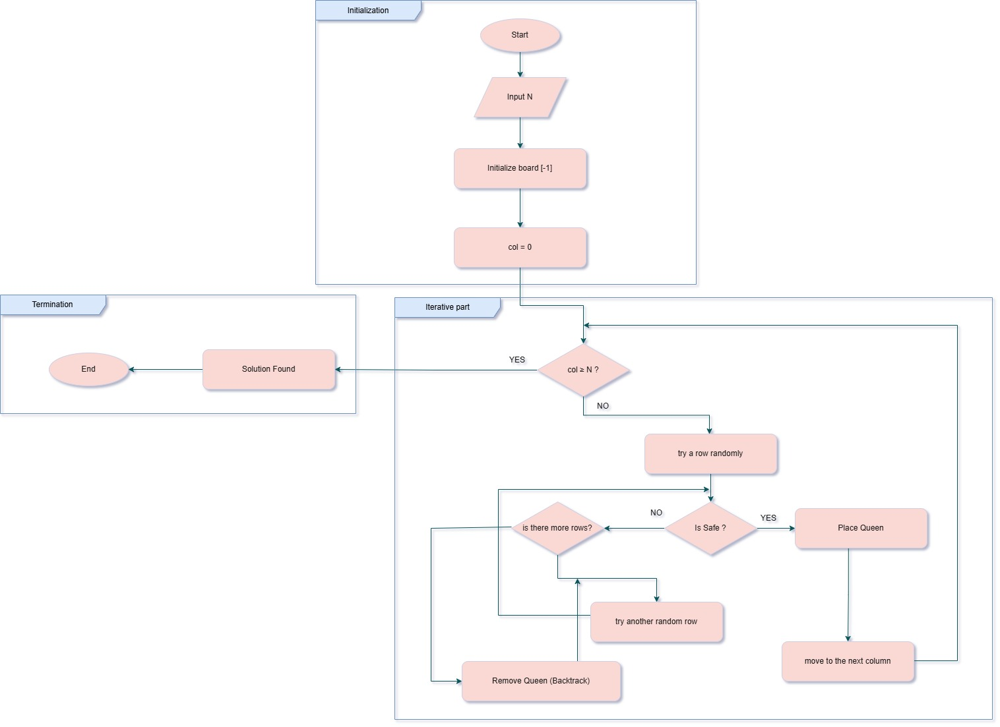 Initialization
Start
Input N
Initialize board [-1]
col = 0
Termination
Iterative part
End
Solution Found
YES
col ≥ N ?
NO
try a row randomly
is there more rows?
NO
Is Safe ?
YES
Place Queen
try another random row
move to the next column
Remove Queen (Backtrack)